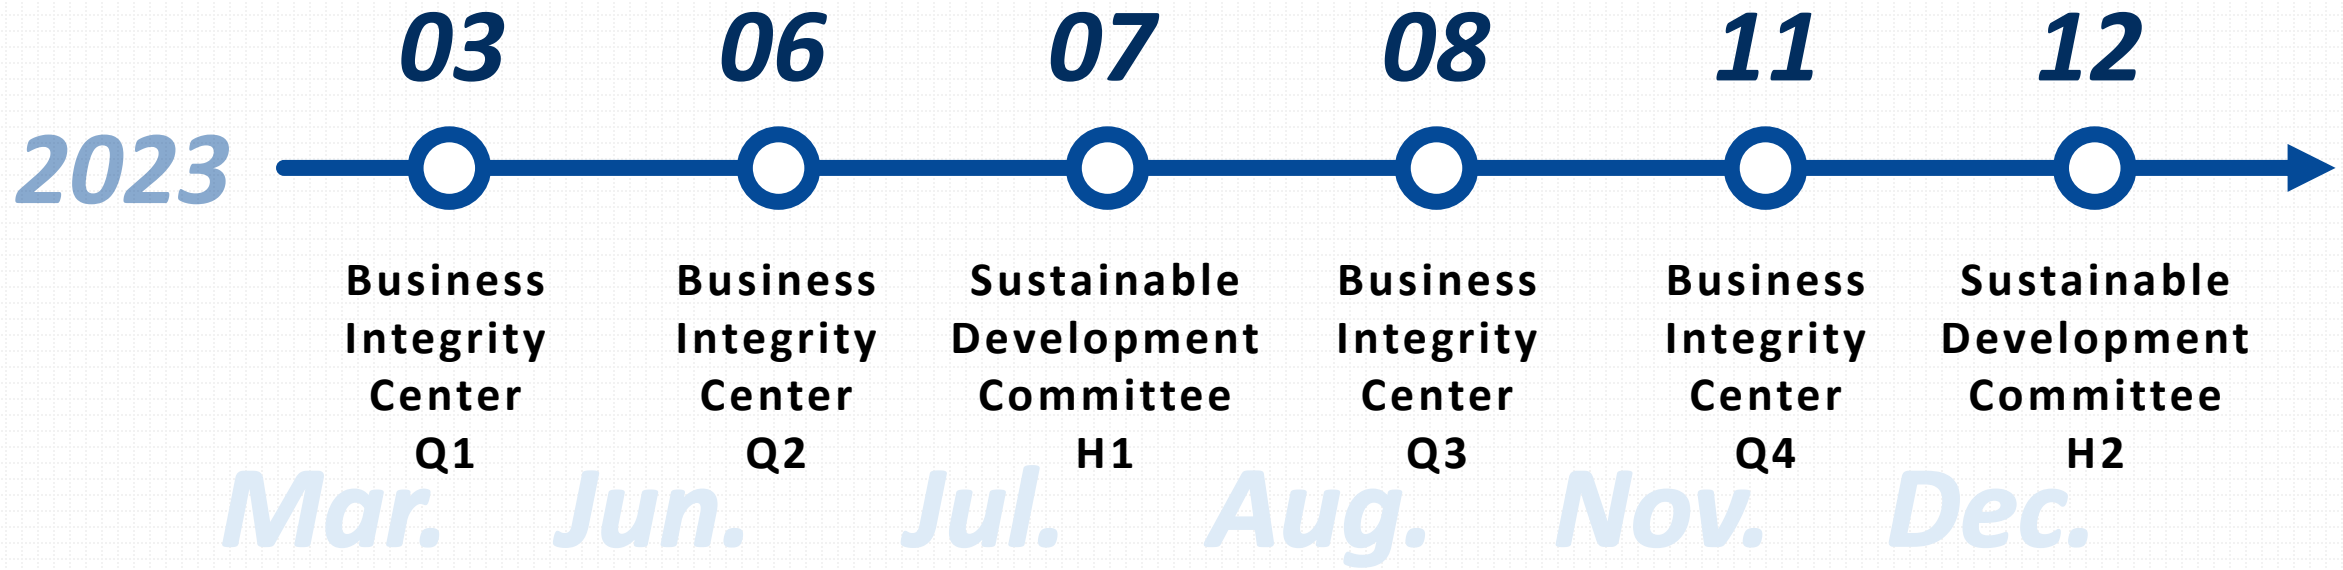 03 06 07 08 11 12
2023
Business Business Sustainable Business Business Sustainable
Integrity Integrity Development Integrity Integrity Development
Center Center Committee Center Center Committee
Q1 Q2 H1 Q3 Q4 H2
Mar. Jun. Jul. Aug. Nov. Dec.